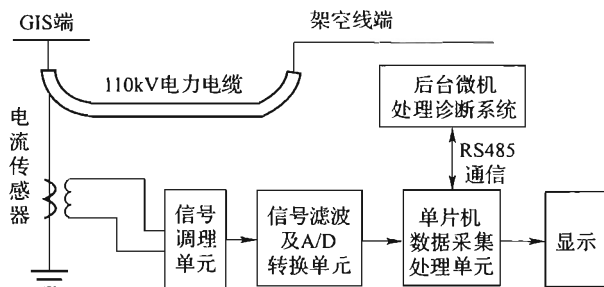 GIS端
架空线端
110kV电力电缆
后台微机
处理诊断系统
电流传感器
RS485
通信
信号
调理
单元
信号滤波
及A/D
转换单元
单片机
数据采集
处理单元
显示